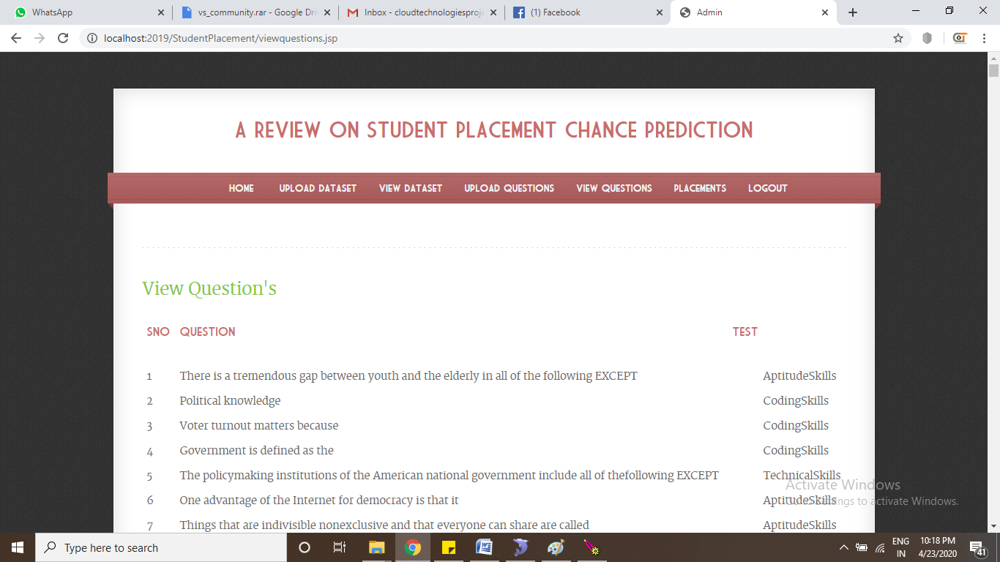 WhatsApp
vs_community.rar - Google Dri
Inbox - cloudtechnologiesproje
(1) Facebook
Admin
localhost:2019/StudentPlacement/viewquestions.jsp
A REVIEW ON STUDENT PLACEMENT CHANCE PREDICTION
HOME UPLOAD DATASET VIEW DATASET UPLOAD QUESTIONS VIEW QUESTIONS PLACEMENTS LOGOUT
View Question's
SNO QUESTION TEST
1 There is a tremendous gap between youth and the elderly in all of the following EXCEPT AptitudeSkills
2 Political knowledge CodingSkills
3 Voter turnout matters because CodingSkills
4 Government is defined as the CodingSkills
5 The policymaking institutions of the American national government include all of thefollowing EXCEPT TechnicalSkills
Activate Windows
6 One advantage of the Internet for democracy is that it AptitudeSkills
Go to Settings to activate Windows.
7 Things that are indivisible nonexclusive and that everyone can share are called AptitudeSkills
Type here to search
ENG
IN
10:18 PM
4/23/2020
41